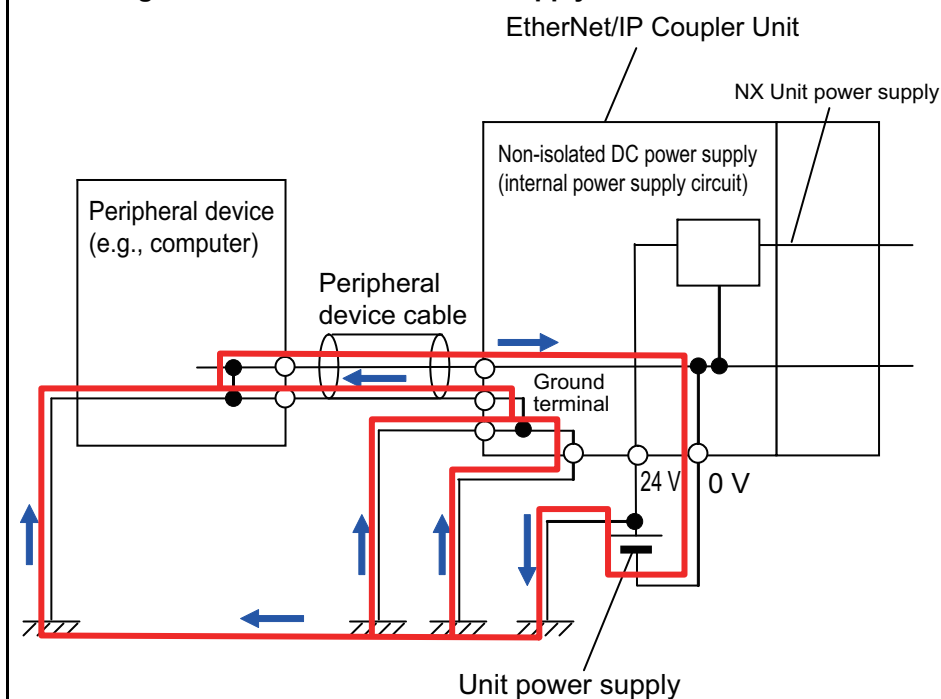 EtherNet/IP Coupler Unit
NX Unit power supply
Non-isolated DC power supply
(internal power supply circuit)
Peripheral device
(e.g., computer)
Peripheral
device cable
Ground
terminal
24 V
0 V
Unit power supply